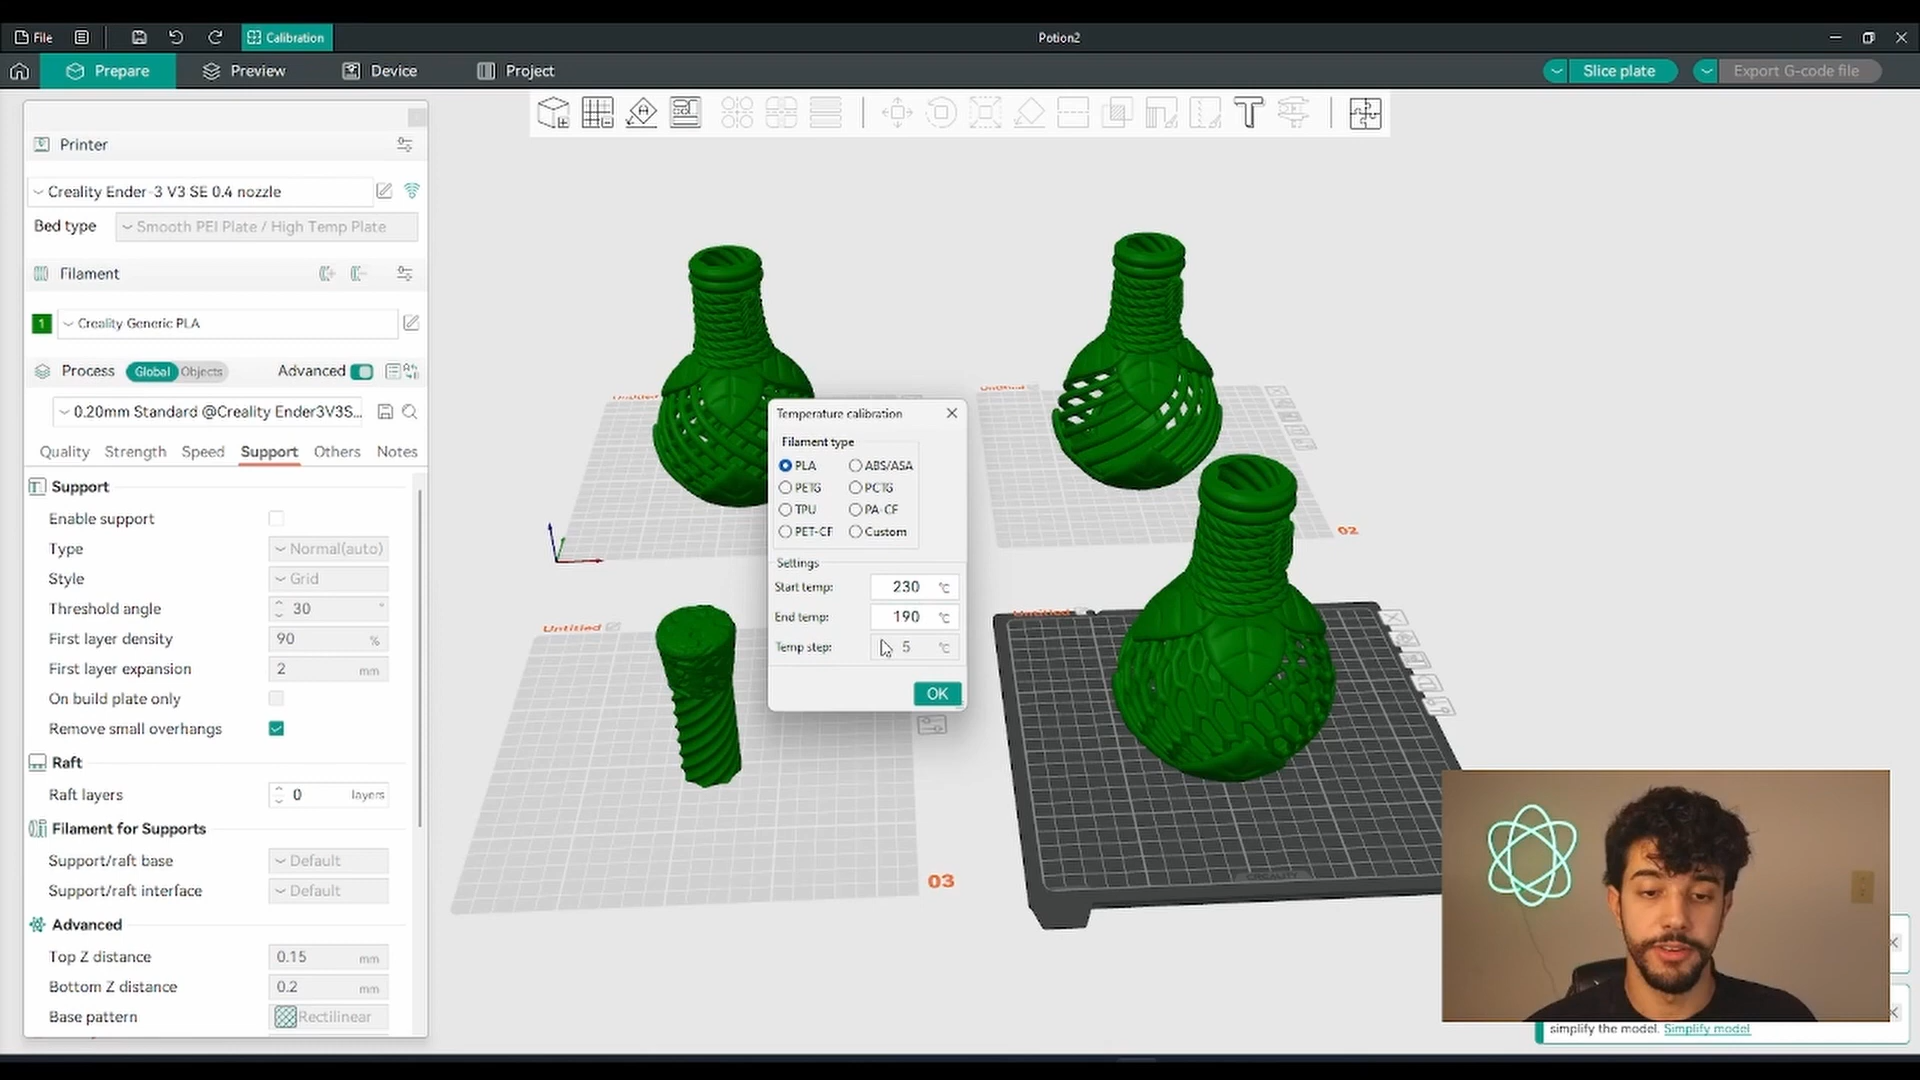 File
Calibration
Potion2
Prepare
Preview
Device
Project
Slice plate
Export G-code file
Printer
Creality Ender-3 V3 SE 0.4 nozzle
Bed type
Smooth PEI Plate / High Temp Plate
Filament
1
Creality Generic PLA
Process
Global
Objects
Advanced
0.20mm Standard @Creality Ender3V3S...
Quality
Strength
Speed
Support
Others
Notes
Support
Enable support
Type
Normal(auto)
Style
Grid
Threshold angle
30
°
First layer density
90
%
First layer expansion
2
mm
On build plate only
Remove small overhangs
Raft
Raft layers
0
layers
Filament for Supports
Support/raft base
Default
Support/raft interface
Default
Advanced
Top Z distance
0.15
mm
Bottom Z distance
0.2
mm
Base pattern
Rectilinear
Temperature calibration
Filament type
PLA
ABS/ASA
PETG
PCTG
TPU
PA-CF
PET-CF
Custom
Settings
Start temp:
230
℃
End temp:
190
℃
Temp step:
5
℃
OK
Untitled
Untitled
02
Untitled
Untitled
03
CREALITY
simplify the model. Simplify model